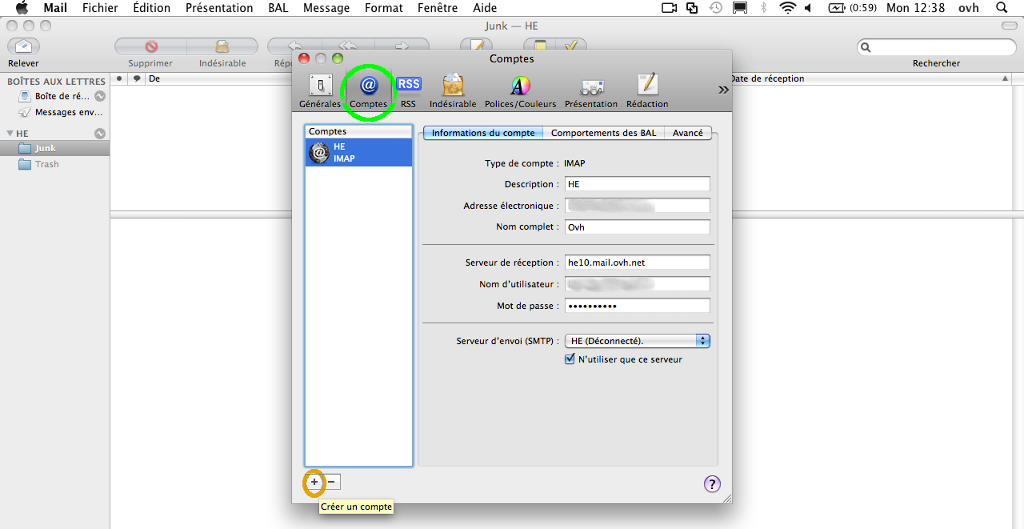 Mail Fichier Édition Présentation BAL Message Format Fenêtre Aide (0:59) Mon 12:38 ovh
Junk — HE
Relever Supprimer Indésirable Rechercher
BOÎTES AUX LETTRES
Boîte de ré...
Messages env...
HE
Junk
Trash
De
Date de réception
Comptes
@ RSS
Générales Comptes RSS Indésirable Polices/Couleurs Présentation Rédaction
Comptes
HE
IMAP
Informations du compte Comportements des BAL Avancé
Type de compte : IMAP
Description : HE
Adresse électronique :
Nom complet : Ovh
Serveur de réception : he10.mail.ovh.net
Nom d'utilisateur :
Mot de passe : ••••••••••
Serveur d'envoi (SMTP) : HE (Déconnecté).
N'utiliser que ce serveur
+ − ?
Créer un compte